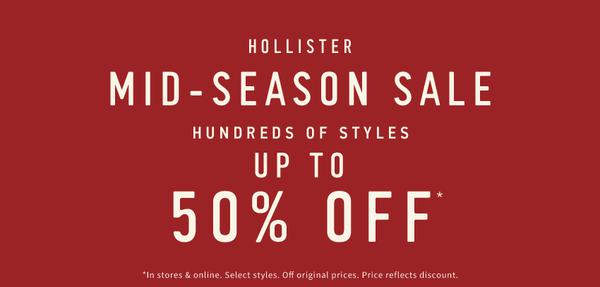 HOLLISTER
MID-SEASON SALE
HUNDREDS OF STYLES
UP TO
50% OFF*
*In stores & online. Select styles. Off original prices. Price reflects discount.